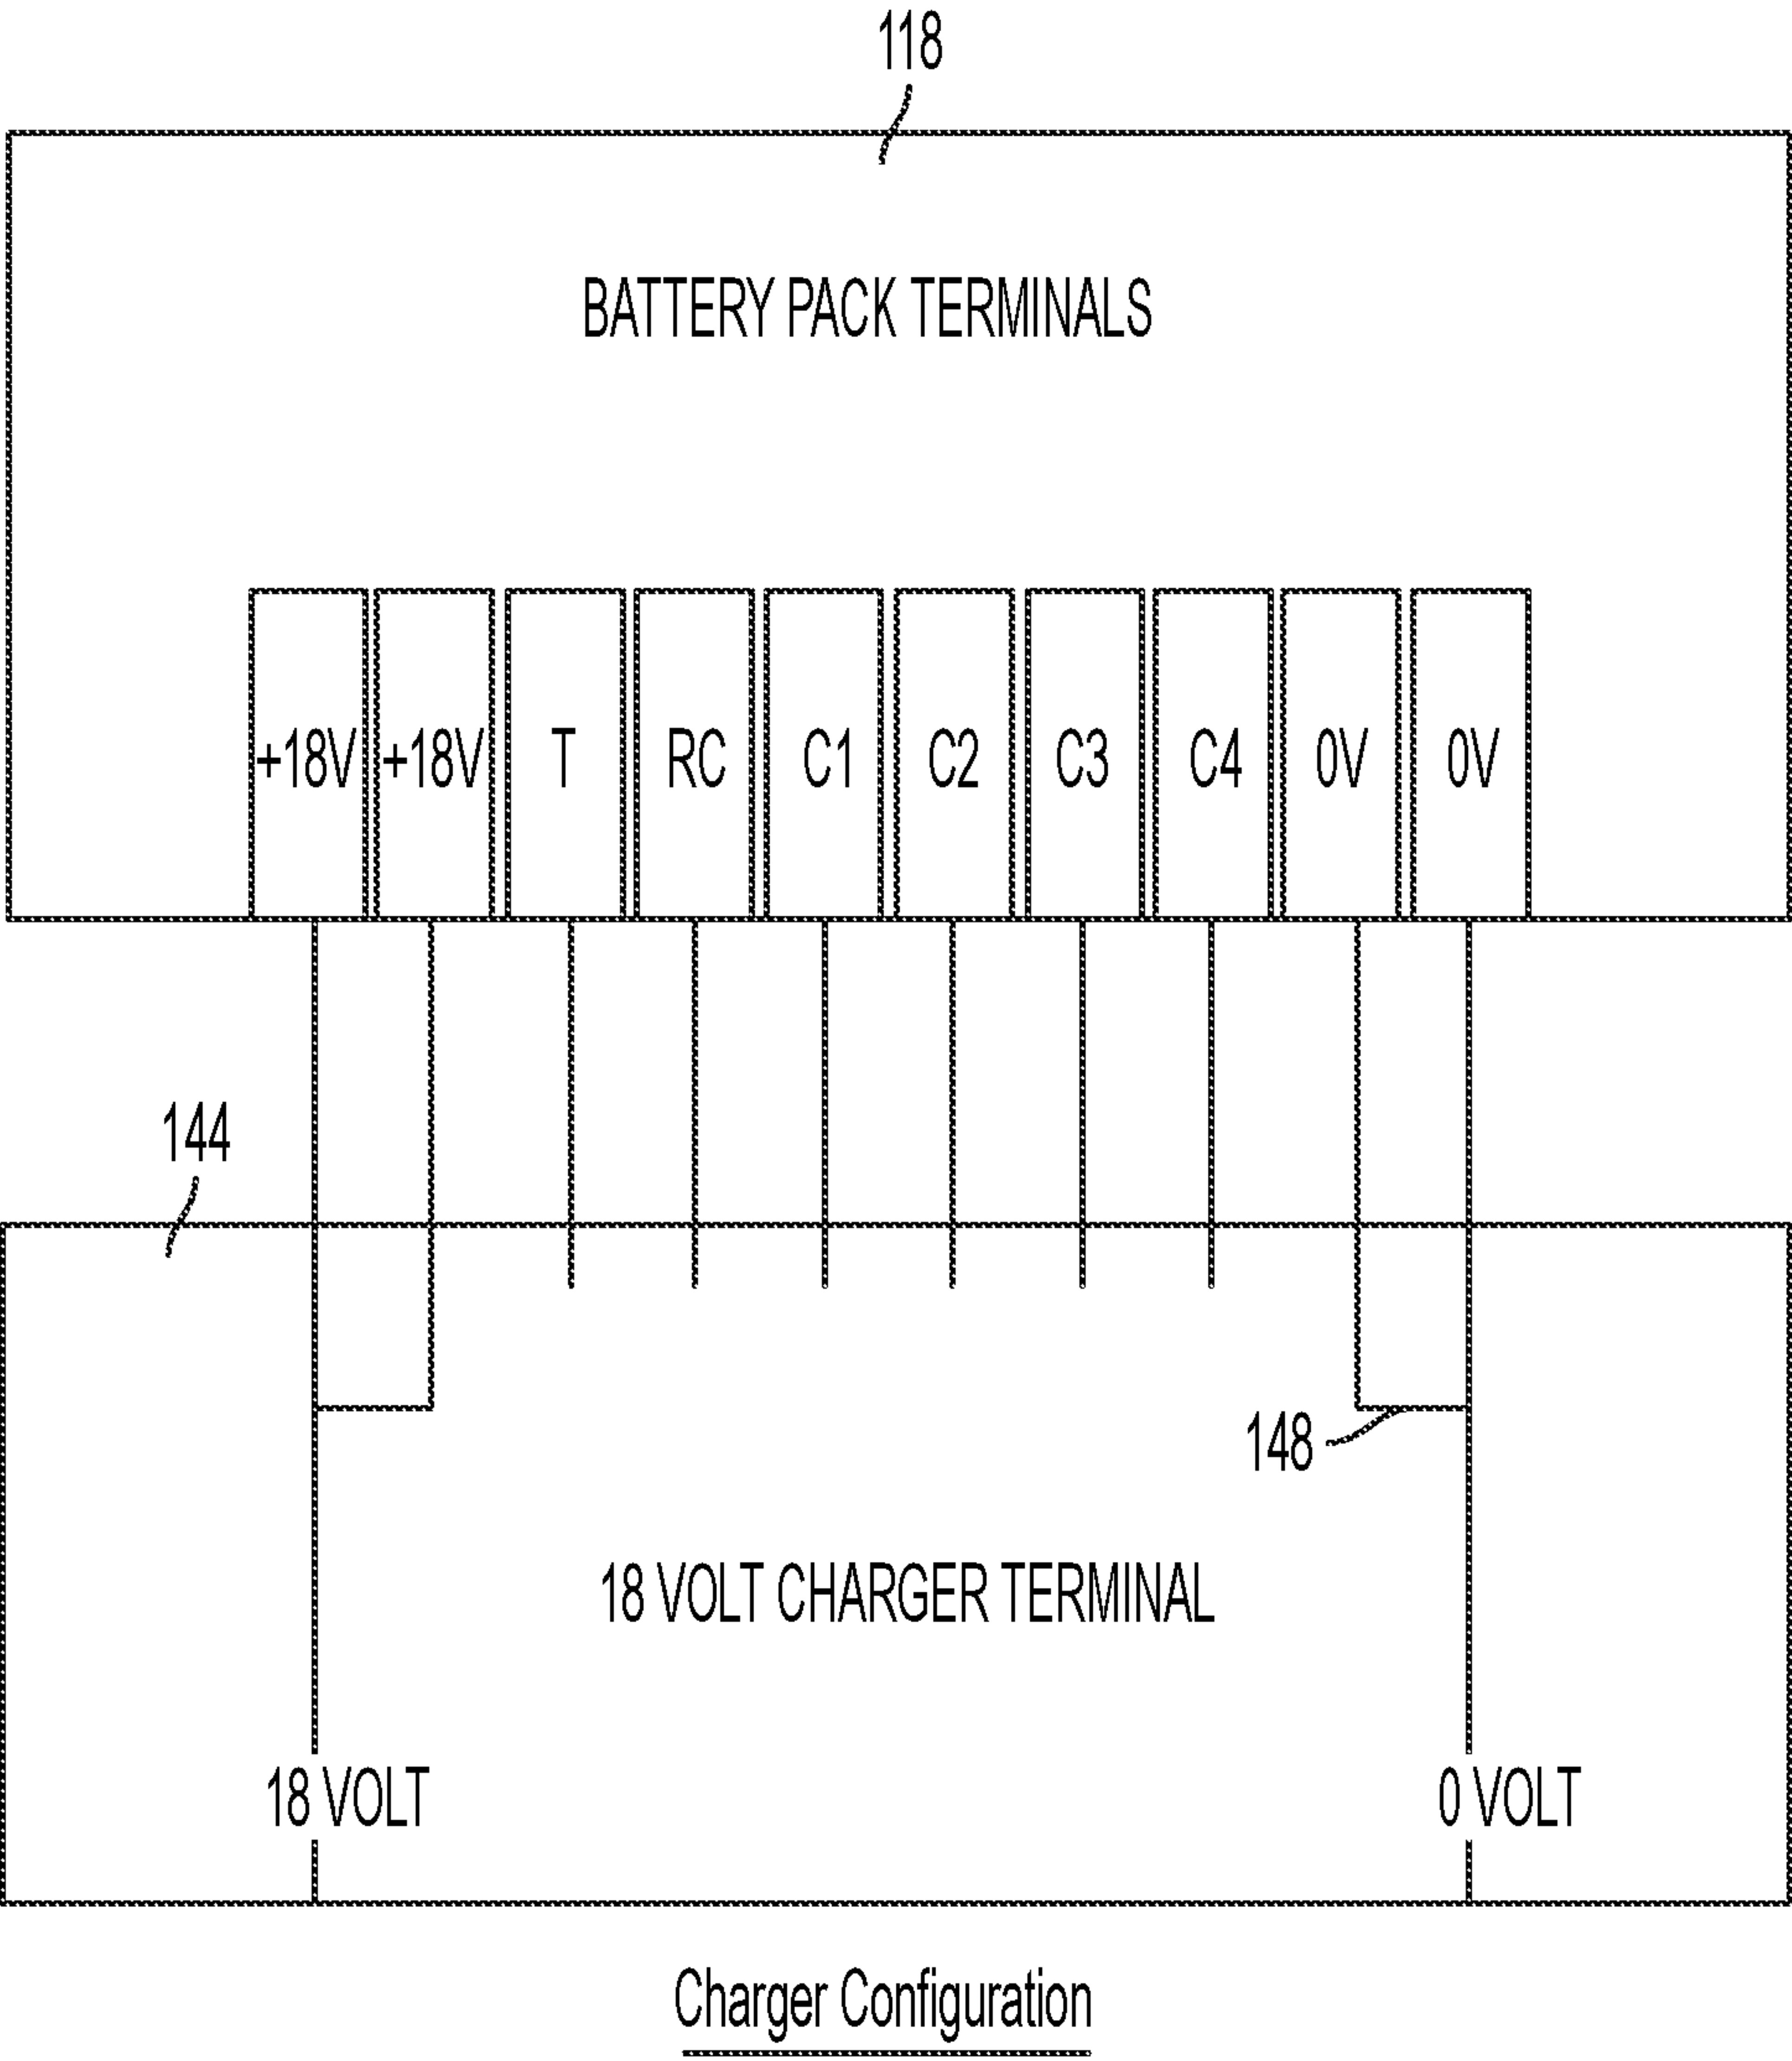 118
BATTERY PACK TERMINALS
+18V +18V T RC C1 C2 C3 C4 0V 0V
144
148
18 VOLT CHARGER TERMINAL
18 VOLT 0 VOLT
Charger Configuration